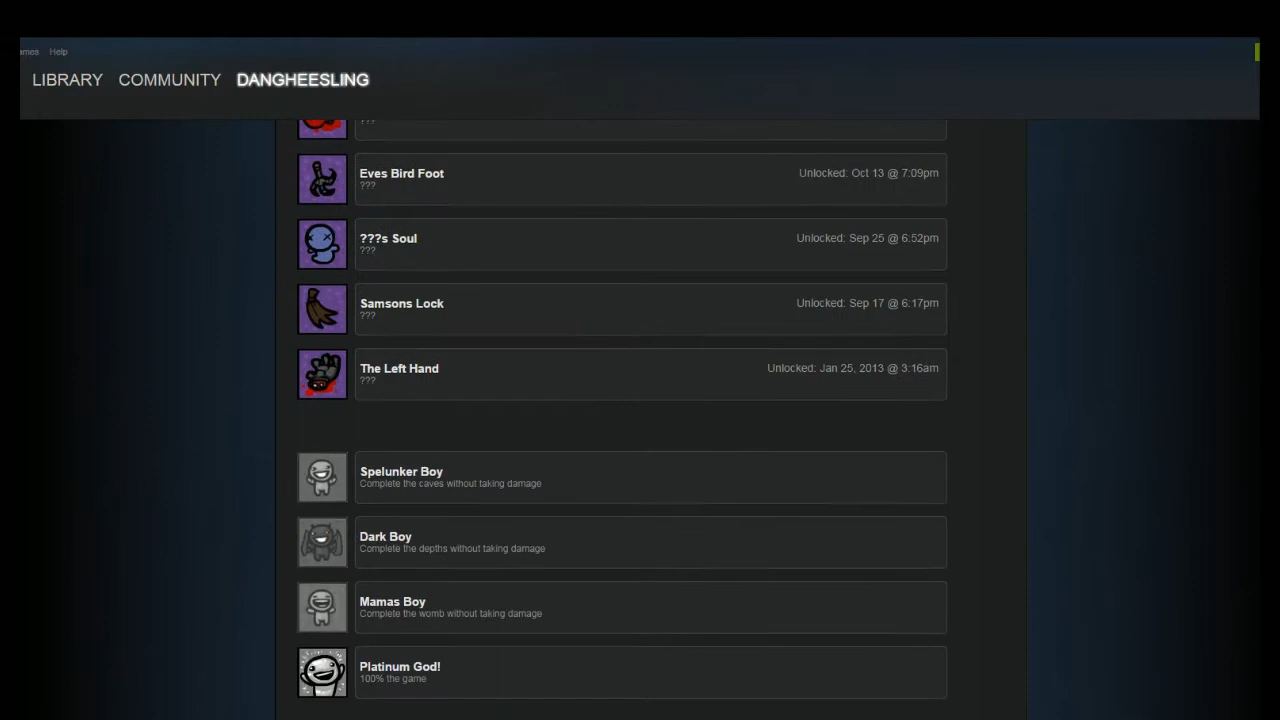 ames Help
LIBRARY COMMUNITY DANGHEESLING
???
Eves Bird Foot Unlocked: Oct 13 @ 7:09pm
???
???s Soul Unlocked: Sep 25 @ 6:52pm
???
Samsons Lock Unlocked: Sep 17 @ 6:17pm
???
The Left Hand Unlocked: Jan 25, 2013 @ 3:16am
???
Spelunker Boy
Complete the caves without taking damage
Dark Boy
Complete the depths without taking damage
Mamas Boy
Complete the womb without taking damage
Platinum God!
100% the game